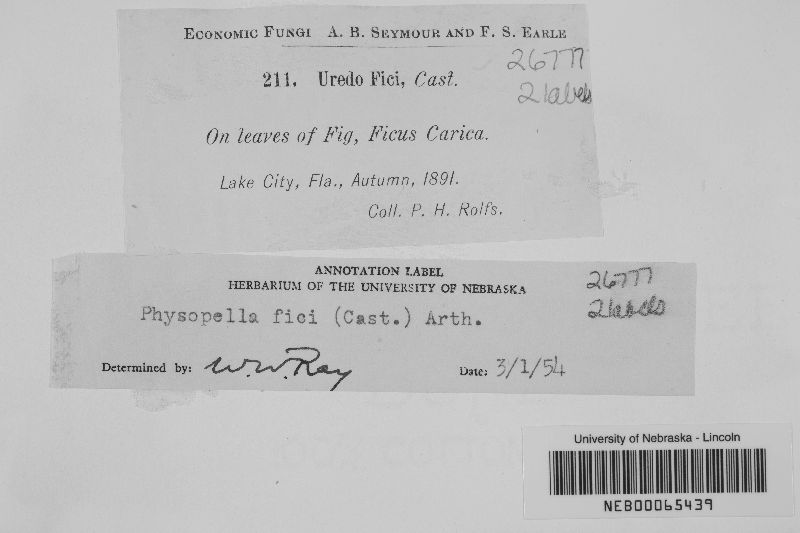 ECONOMIC FUNGI A. B. SEYMOUR AND F. S. EARLE
26777
2 labels
211. Uredo Fici, Cast.
On leaves of Fig, Ficus Carica.
Lake City, Fla., Autumn, 1891.
Coll. P. H. Rolfs.
ANNOTATION LABEL
HERBARIUM OF THE UNIVERSITY OF NEBRASKA
26777
2 labels
Physopella fici (Cast.) Arth.
Determined by: W.W. Ray Date: 3/1/54
University of Nebraska - Lincoln
NEB00065439